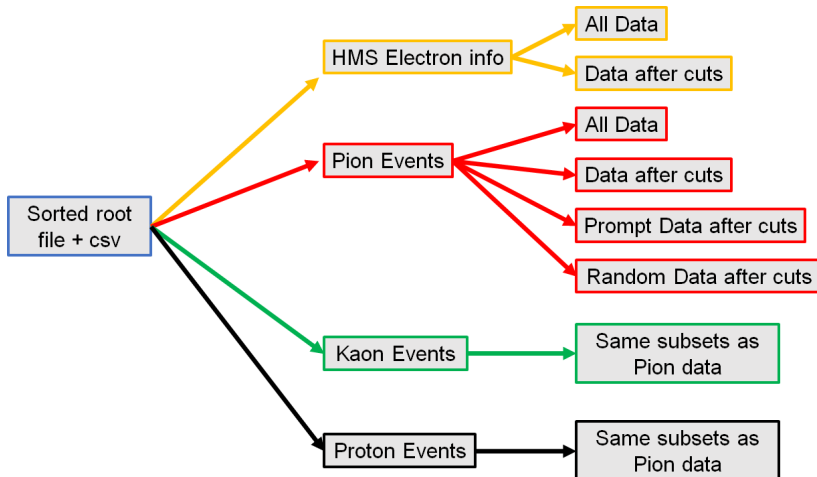 Sorted root
file + csv
HMS Electron info
All Data
Data after cuts
Pion Events
All Data
Data after cuts
Prompt Data after cuts
Random Data after cuts
Kaon Events
Same subsets as
Pion data
Proton Events
Same subsets as
Pion data